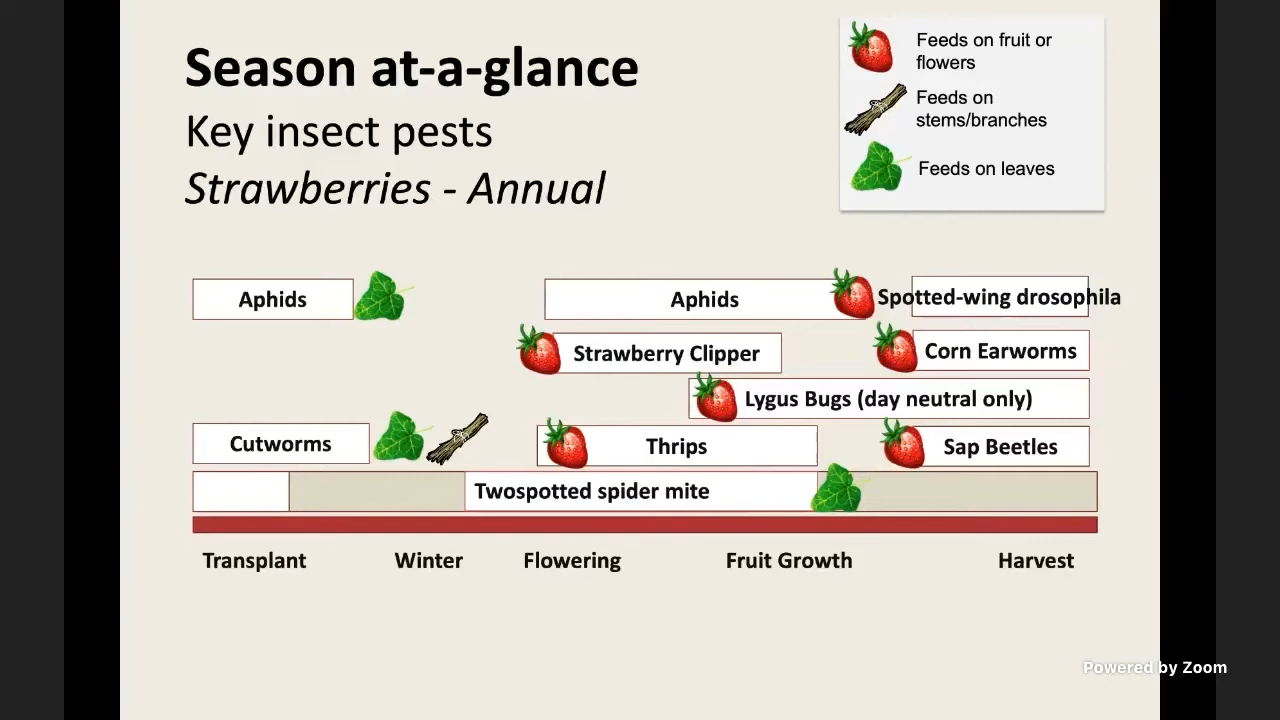 Season at-a-glance
Key insect pests
Strawberries - Annual
Feeds on fruit or
flowers
Feeds on
stems/branches
Feeds on leaves
Aphids
Aphids
Spotted-wing drosophila
Strawberry Clipper
Corn Earworms
Lygus Bugs (day neutral only)
Cutworms
Thrips
Sap Beetles
Twospotted spider mite
Transplant
Winter
Flowering
Fruit Growth
Harvest
Powered by Zoom